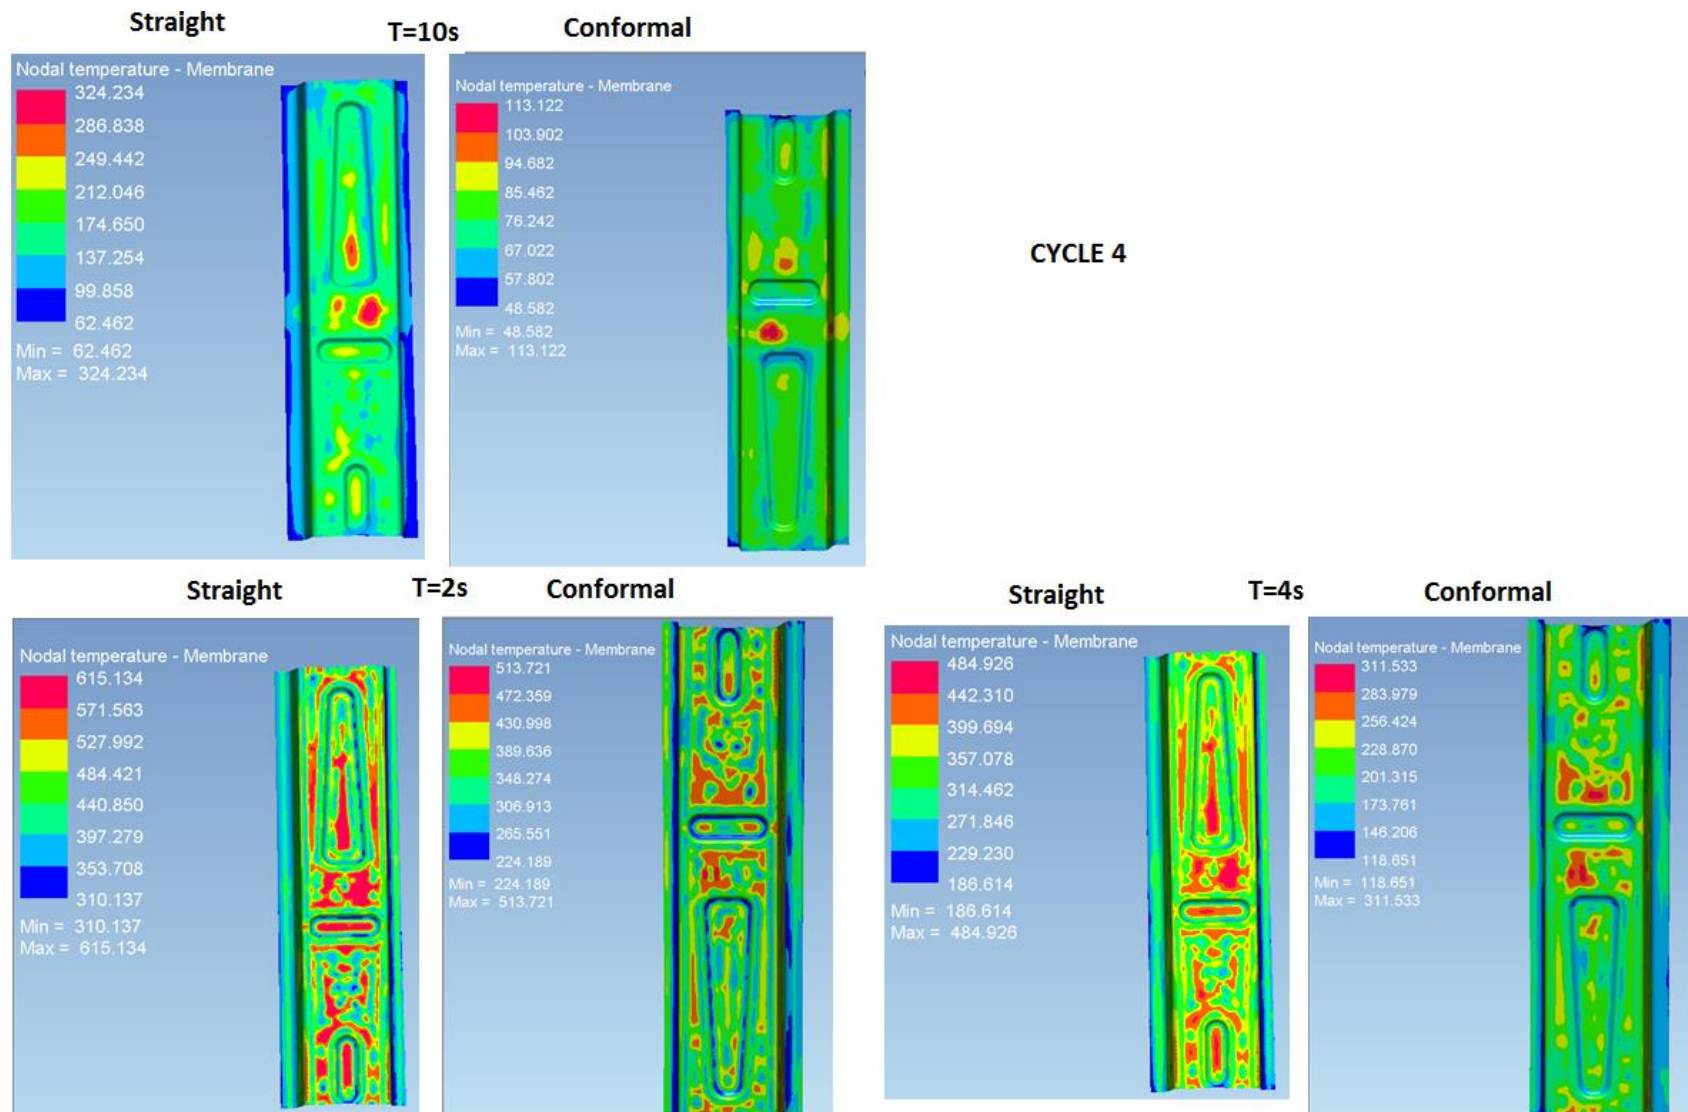 Straight
T=10s
Conformal
Nodal temperature - Membrane
324.234
286.838
249.442
212.046
174.650
137.254
99.858
62.462
Min = 62.462
Max = 324.234
Nodal temperature - Membrane
113.122
103.902
94.682
85.462
76.242
67.022
57.802
48.582
Min = 48.582
Max = 113.122
CYCLE 4
Straight
T=2s
Conformal
Nodal temperature - Membrane
615.134
571.563
527.992
484.421
440.850
397.279
353.708
310.137
Min = 310.137
Max = 615.134
Nodal temperature - Membrane
513.721
472.359
430.998
389.636
348.274
306.913
265.551
224.189
Min = 224.189
Max = 513.721
Straight
T=4s
Conformal
Nodal temperature - Membrane
484.926
442.310
399.694
357.078
314.462
271.846
229.230
186.614
Min = 186.614
Max = 484.926
Nodal temperature - Membrane
311.533
283.979
256.424
228.870
201.315
173.761
146.206
118.651
Min = 118.651
Max = 311.533